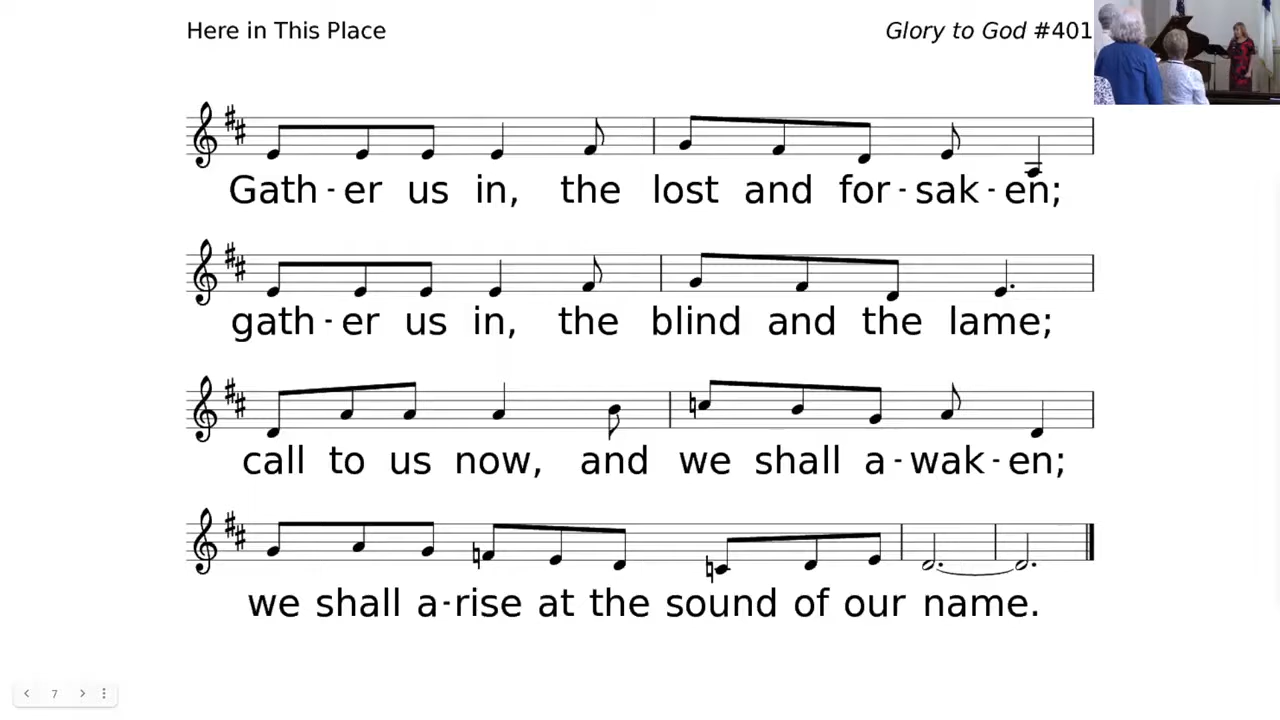 Here in This Place Glory to God #401
Gath - er us in, the lost and for - sak - en;
gath - er us in, the blind and the lame;
call to us now, and we shall a - wak - en;
we shall a - rise at the sound of our name.
7